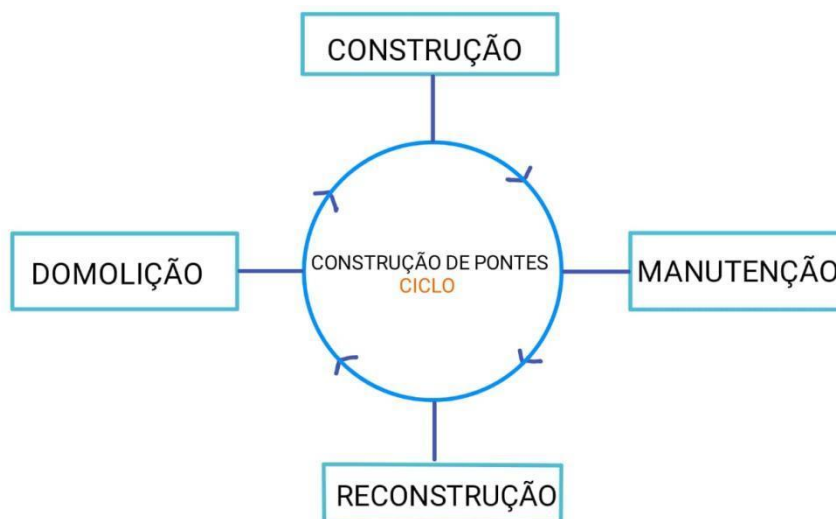 CONSTRUÇÃO
CONSTRUÇÃO DE PONTES
CICLO
DOMOLIÇÃO
MANUTENÇÃO
RECONSTRUÇÃO